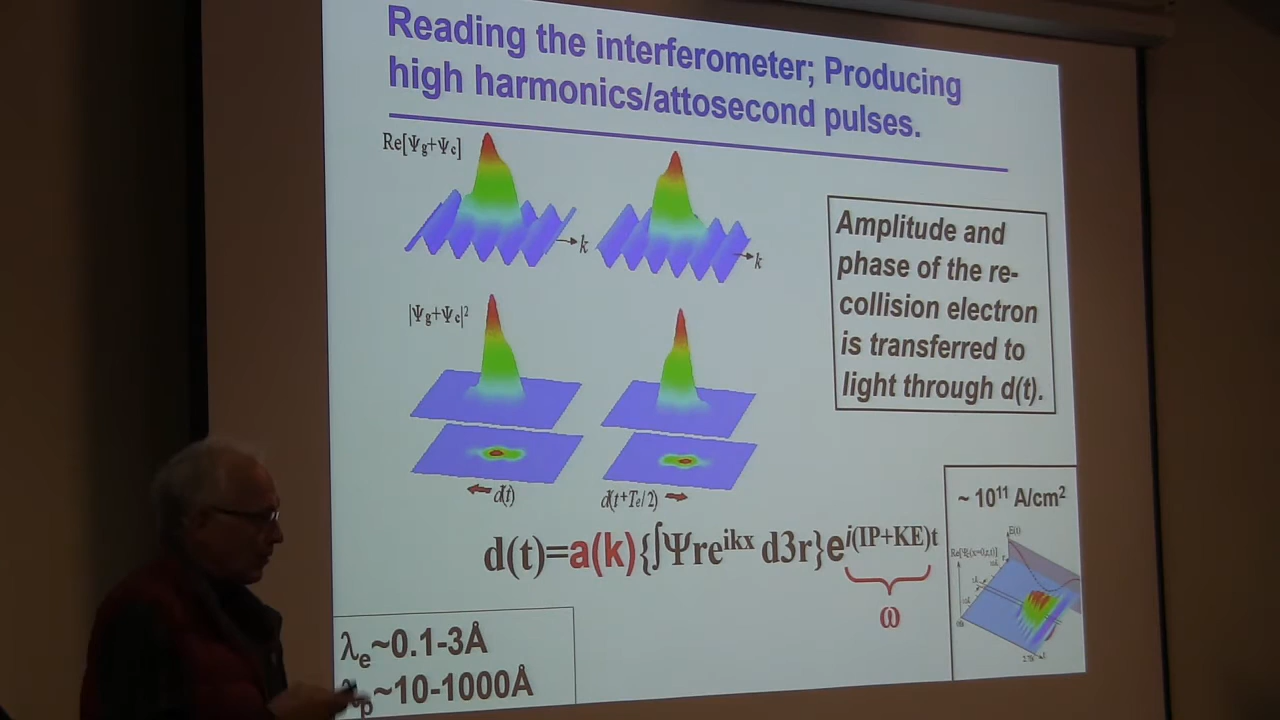 Reading the interferometer; Producing
high harmonics/attosecond pulses.
Re[Ψg+Ψc]
k
k
Amplitude and
phase of the re-
collision electron
is transferred to
light through d(t).
|Ψg+Ψc|²
d(t)
d(t+Te/2)
d(t)=a(k){∫Ψre^ikx d3r}e^i(IP+KE)t
ω
~ 10¹¹ A/cm²
E(t)
λe~0.1-3Å
λp~10-1000Å